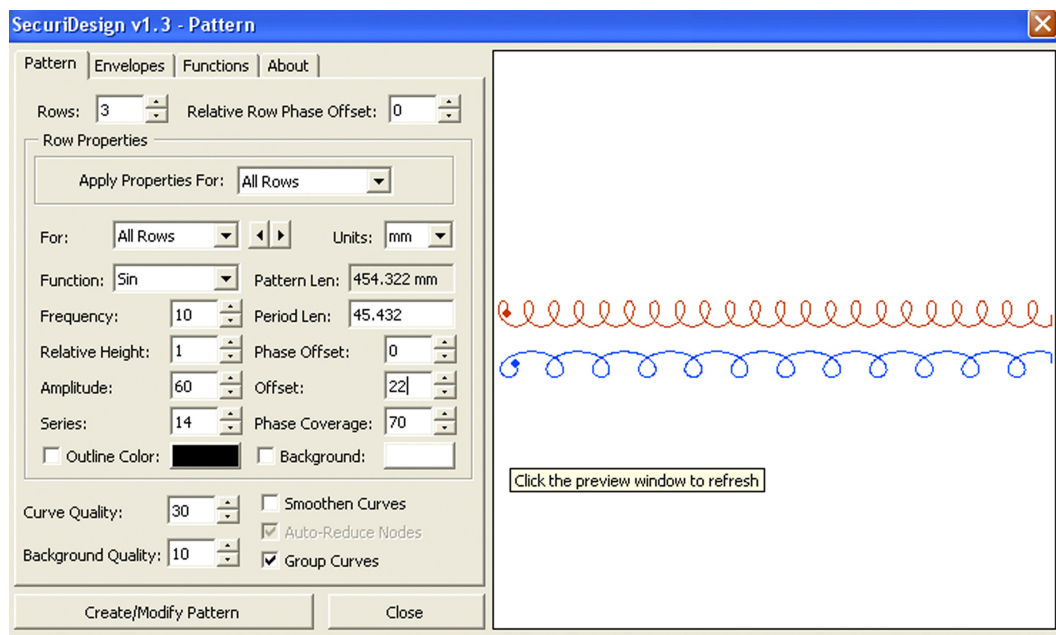 SecuriDesign v1.3 - Pattern
Pattern Envelopes Functions About
Rows: 3 Relative Row Phase Offset: 0
Row Properties
Apply Properties For: All Rows
For: All Rows Units: mm
Function: Sin Pattern Len: 454.322 mm
Frequency: 10 Period Len: 45.432
Relative Height: 1 Phase Offset: 0
Amplitude: 60 Offset: 22
Series: 14 Phase Coverage: 70
Outline Color: Background:
Click the preview window to refresh
Curve Quality: 30 Smoothen Curves
Auto-Reduce Nodes
Background Quality: 10 Group Curves
Create/Modify Pattern Close